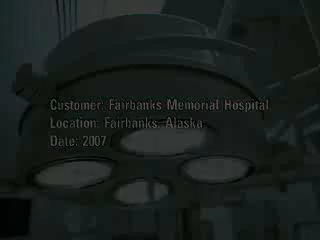 Customer: Fairbanks Memorial Hospital
Location: Fairbanks, Alaska
Date: 2007